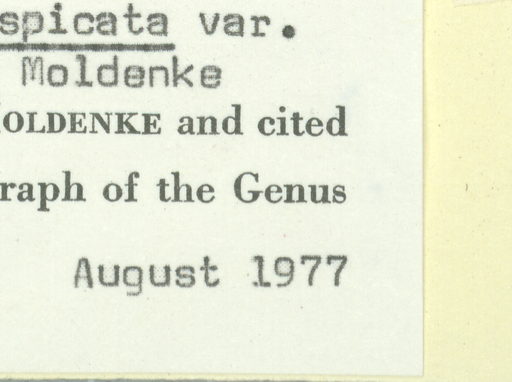 spicata var.
Moldenke
OLDENKE and cited
raph of the Genus
August 1977